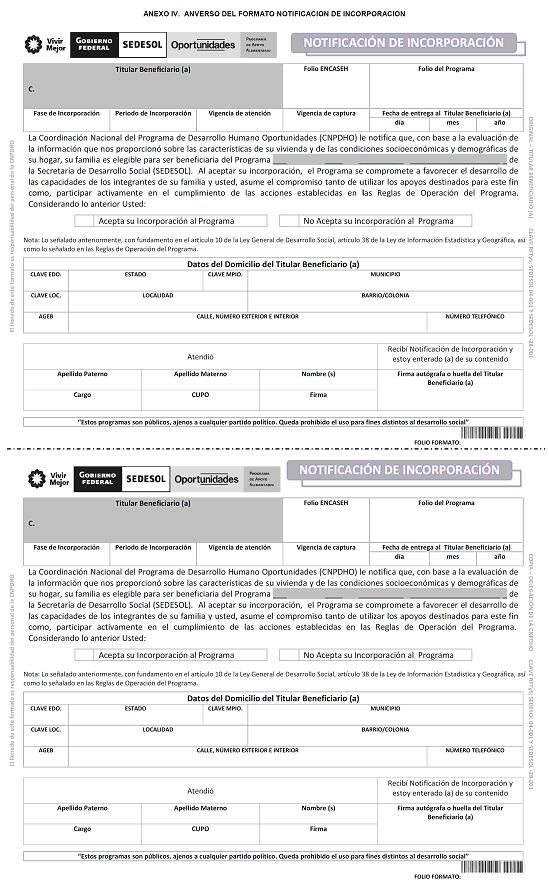 ANEXO IV. ANVERSO DEL FORMATO NOTIFICACION DE INCORPORACION
Vivir Mejor
GOBIERNO FEDERAL
SEDESOL
Oportunidades
PROGRAMA DE APOYO ALIMENTARIO
NOTIFICACIÓN DE INCORPORACIÓN
Titular Beneficiario (a)
Folio ENCASEH
Folio del Programa
C.
Fase de Incorporación
Periodo de Incorporación
Vigencia de atención
Vigencia de captura
Fecha de entrega al Titular Beneficiario (a)
día
mes
año
La Coordinación Nacional del Programa de Desarrollo Humano Oportunidades (CNPDHO) le notifica que, con base a la evaluación de
la información que nos proporcionó sobre las características de su vivienda y de las condiciones socioeconómicas y demográficas de
su hogar, su familia es elegible para ser beneficiaria del Programa de
la Secretaría de Desarrollo Social (SEDESOL). Al aceptar su incorporación, el Programa se compromete a favorecer el desarrollo de
las capacidades de los integrantes de su familia y usted, asume el compromiso tanto de utilizar los apoyos destinados para este fin
como, participar activamente en el cumplimiento de las acciones establecidas en las Reglas de Operación del Programa.
Considerando lo anterior Usted:
Acepta su Incorporación al Programa
No Acepta su Incorporación al Programa
Nota: Lo señalado anteriormente, con fundamento en el artículo 10 de la Ley General de Desarrollo Social, artículo 38 de la Ley de Información Estadística y Geográfica, así
como lo señalado en las Reglas de Operación del Programa.
Datos del Domicilio del Titular Beneficiario (a)
CLAVE EDO.
ESTADO
CLAVE MPIO.
MUNICIPIO
CLAVE LOC.
LOCALIDAD
BARRIO/COLONIA
AGEB
CALLE, NÚMERO EXTERIOR E INTERIOR
NÚMERO TELEFÓNICO
Atendió
Recibí Notificación de Incorporación y
estoy enterado (a) de su contenido
Apellido Paterno
Apellido Materno
Nombre (s)
Firma autógrafa o huella del Titular
Beneficiario (a)
Cargo
CUPO
Firma
"Estos programas son públicos, ajenos a cualquier partido político. Queda prohibido el uso para fines distintos al desarrollo social"
FOLIO FORMATO:
El llenado de este formato es responsabilidad del personal de la CNPDHO
ORIGINAL – TITULAR BENEFICIARIO (A)
Vivir Mejor
GOBIERNO FEDERAL
SEDESOL
Oportunidades
PROGRAMA DE APOYO ALIMENTARIO
NOTIFICACIÓN DE INCORPORACIÓN
Titular Beneficiario (a)
Folio ENCASEH
Folio del Programa
C.
Fase de Incorporación
Periodo de Incorporación
Vigencia de atención
Vigencia de captura
Fecha de entrega al Titular Beneficiario (a)
día
mes
año
La Coordinación Nacional del Programa de Desarrollo Humano Oportunidades (CNPDHO) le notifica que, con base a la evaluación de
la información que nos proporcionó sobre las características de su vivienda y de las condiciones socioeconómicas y demográficas de
su hogar, su familia es elegible para ser beneficiaria del Programa de
la Secretaría de Desarrollo Social (SEDESOL). Al aceptar su incorporación, el Programa se compromete a favorecer el desarrollo de
las capacidades de los integrantes de su familia y usted, asume el compromiso tanto de utilizar los apoyos destinados para este fin
como, participar activamente en el cumplimiento de las acciones establecidas en las Reglas de Operación del Programa.
Considerando lo anterior Usted:
Acepta su Incorporación al Programa
No Acepta su Incorporación al Programa
Nota: Lo señalado anteriormente, con fundamento en el artículo 10 de la Ley General de Desarrollo Social, artículo 38 de la Ley de Información Estadística y Geográfica, así
como lo señalado en las Reglas de Operación del Programa.
Datos del Domicilio del Titular Beneficiario (a)
CLAVE EDO.
ESTADO
CLAVE MPIO.
MUNICIPIO
CLAVE LOC.
LOCALIDAD
BARRIO/COLONIA
AGEB
CALLE, NÚMERO EXTERIOR E INTERIOR
NÚMERO TELEFÓNICO
Atendió
Recibí Notificación de Incorporación y
estoy enterado (a) de su contenido
Apellido Paterno
Apellido Materno
Nombre (s)
Firma autógrafa o huella del Titular
Beneficiario (a)
Cargo
CUPO
Firma
"Estos programas son públicos, ajenos a cualquier partido político. Queda prohibido el uso para fines distintos al desarrollo social"
FOLIO FORMATO:
El llenado de este formato es responsabilidad del personal de la CNPDHO
COPIA - DELEGACIÓN DE LA CNPDHO